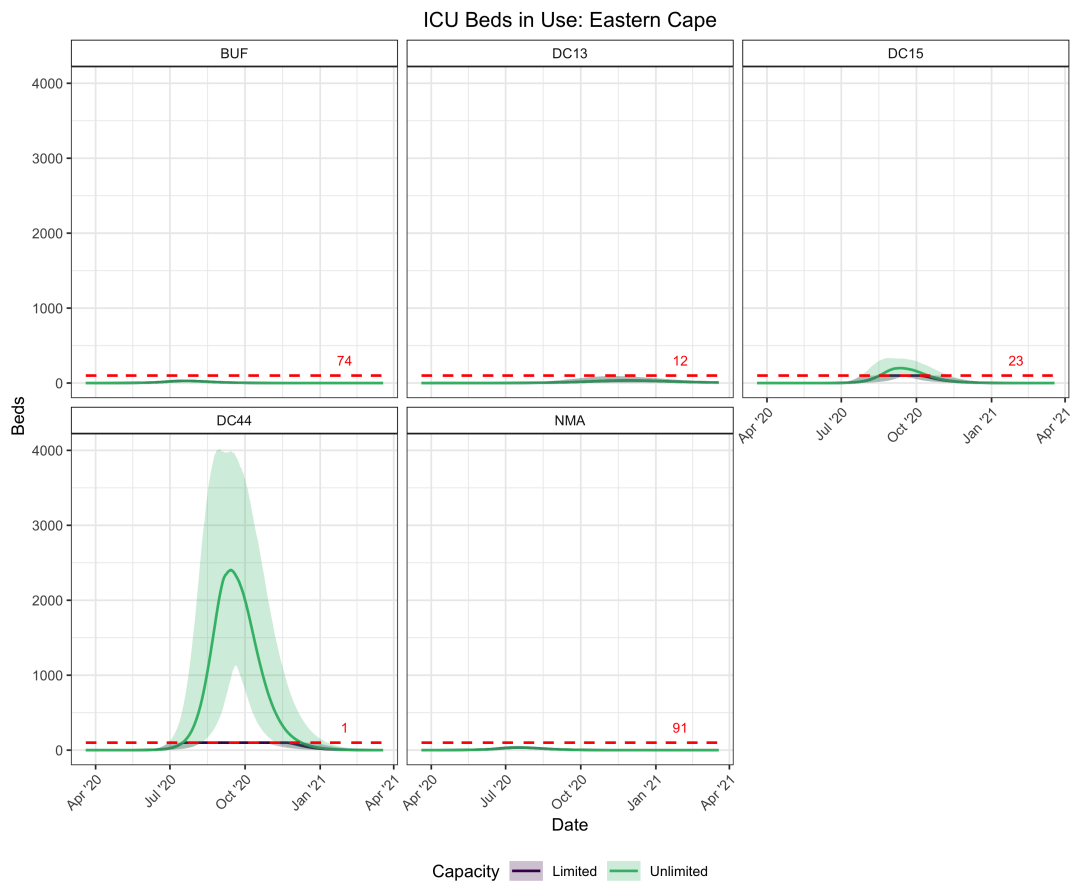 ICU Beds in Use: Eastern Cape
BUF
DC13
DC15
4000
3000
2000
1000
0
74
12
23
Apr '20
Jul '20
Oct '20
Jan '21
Apr '21
Beds
DC44
NMA
4000
3000
2000
1000
0
1
91
Apr '20
Jul '20
Oct '20
Jan '21
Apr '21
Apr '20
Jul '20
Oct '20
Jan '21
Apr '21
Date
Capacity Limited Unlimited